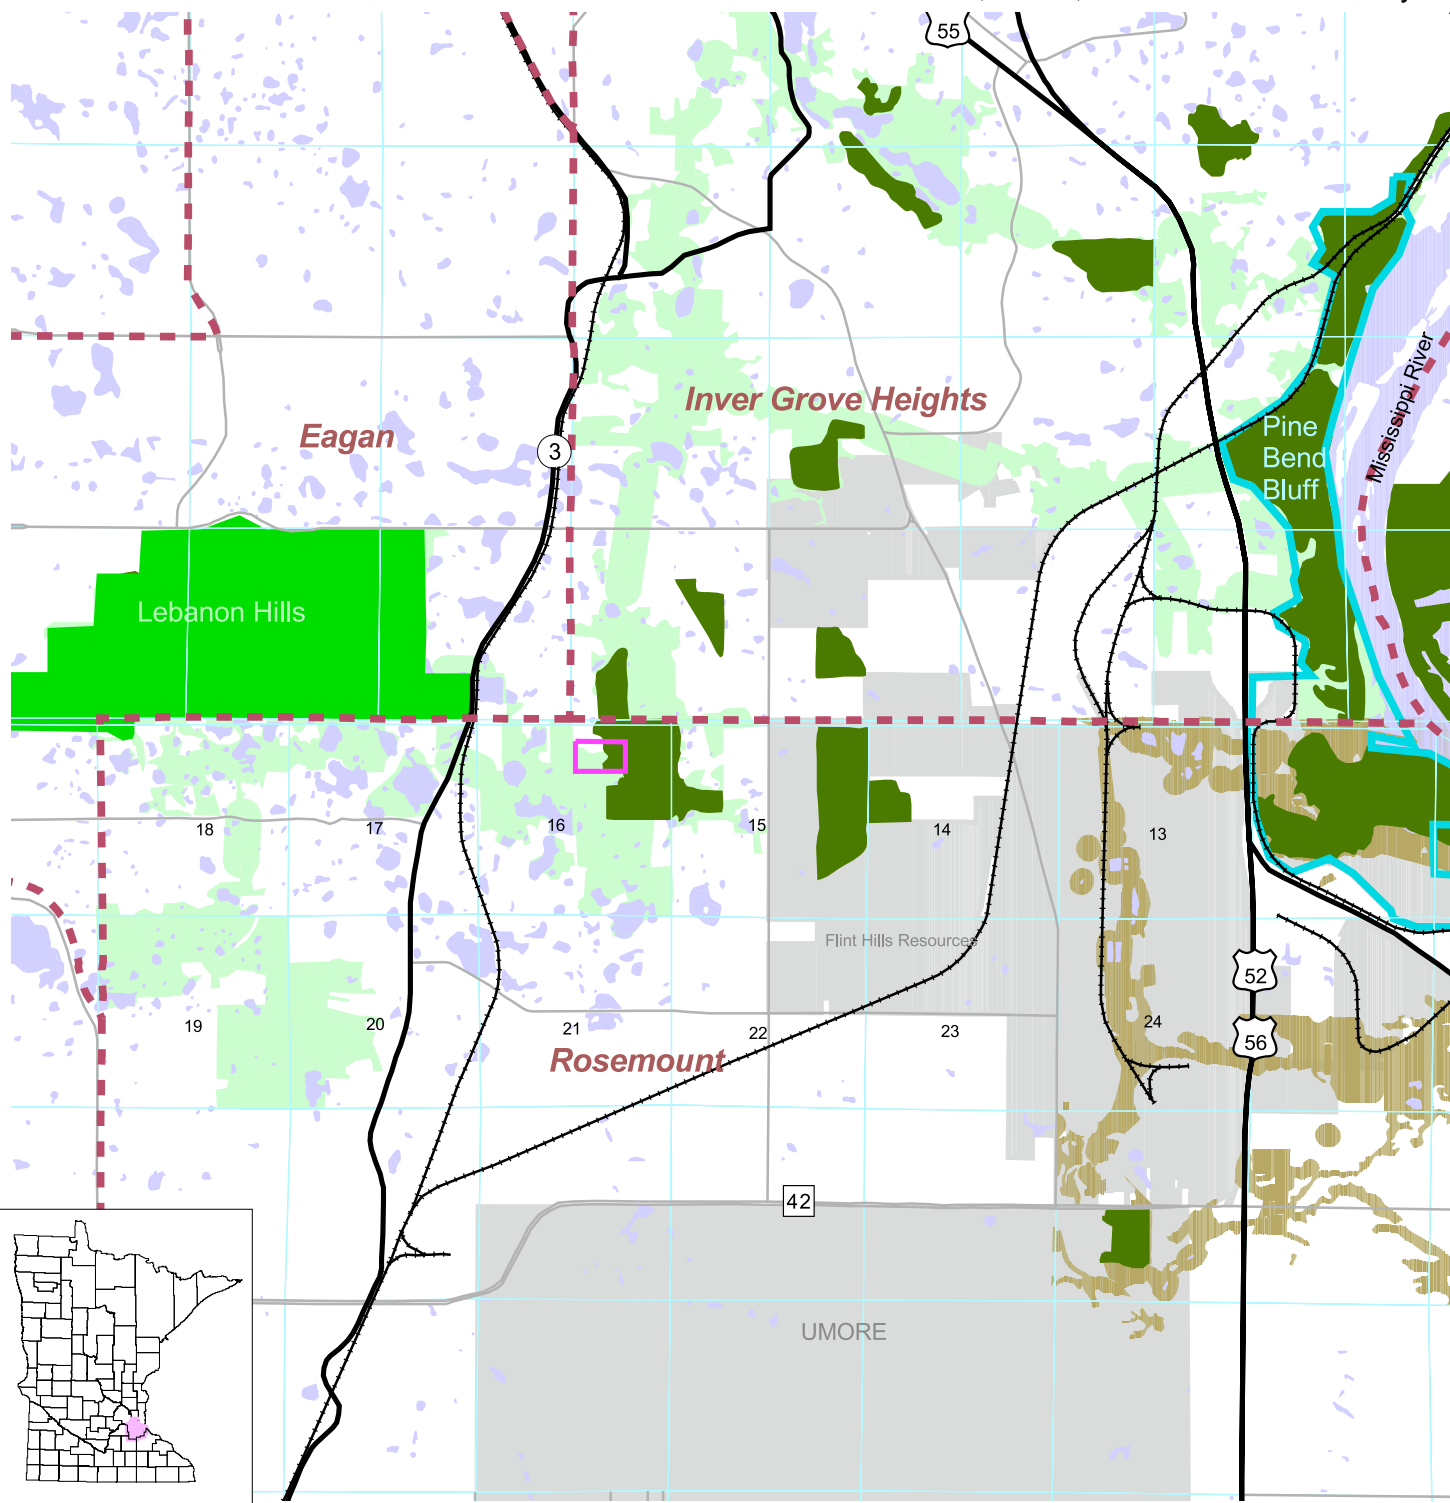 55
Inver Grove Heights
Eagan
3
Pine
Bend
Bluff
Mississippi River
Lebanon Hills
18
17
16
15
14
13
Flint Hills Resources
52
19
20
21
22
23
24
56
Rosemount
42
UMORE